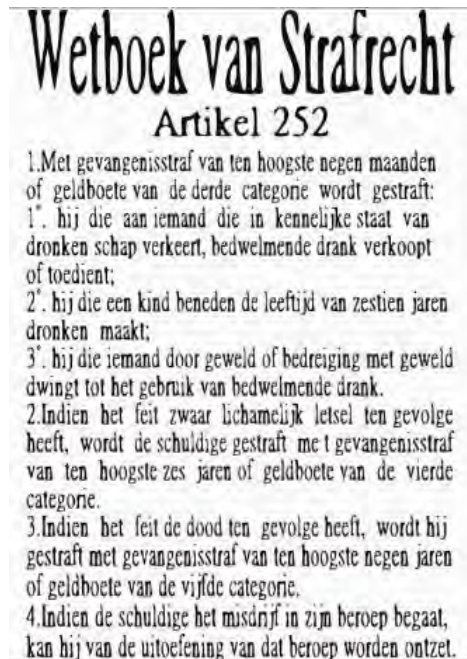 Wetboek van Strafrecht
Artikel 252
1.Met gevangenisstraf van ten hoogste negen maanden
of geldboete van de derde categorie wordt gestraft:
1°. hij die aan iemand die in kennelijke staat van
dronken schap verkeert, bedwelmende drank verkoopt
of toedient;
2°. hij die een kind beneden de leeftijd van zestien jaren
dronken maakt;
3°. hij die iemand door geweld of bedreiging met geweld
dwingt tot het gebruik van bedwelmende drank.
2.Indien het feit zwaar lichamelijk letsel ten gevolge
heeft, wordt de schuldige gestraft me t gevangenisstraf
van ten hoogste zes jaren of geldboete van de vierde
categorie.
3.Indien het feit de dood ten gevolge heeft, wordt hij
gestraft met gevangenisstraf van ten hoogste negen jaren
of geldboete van de vijfde categorie.
4.Indien de schuldige het misdrijf in zijn beroep begaat,
kan hij van de uitoefening van dat beroep worden ontzet.